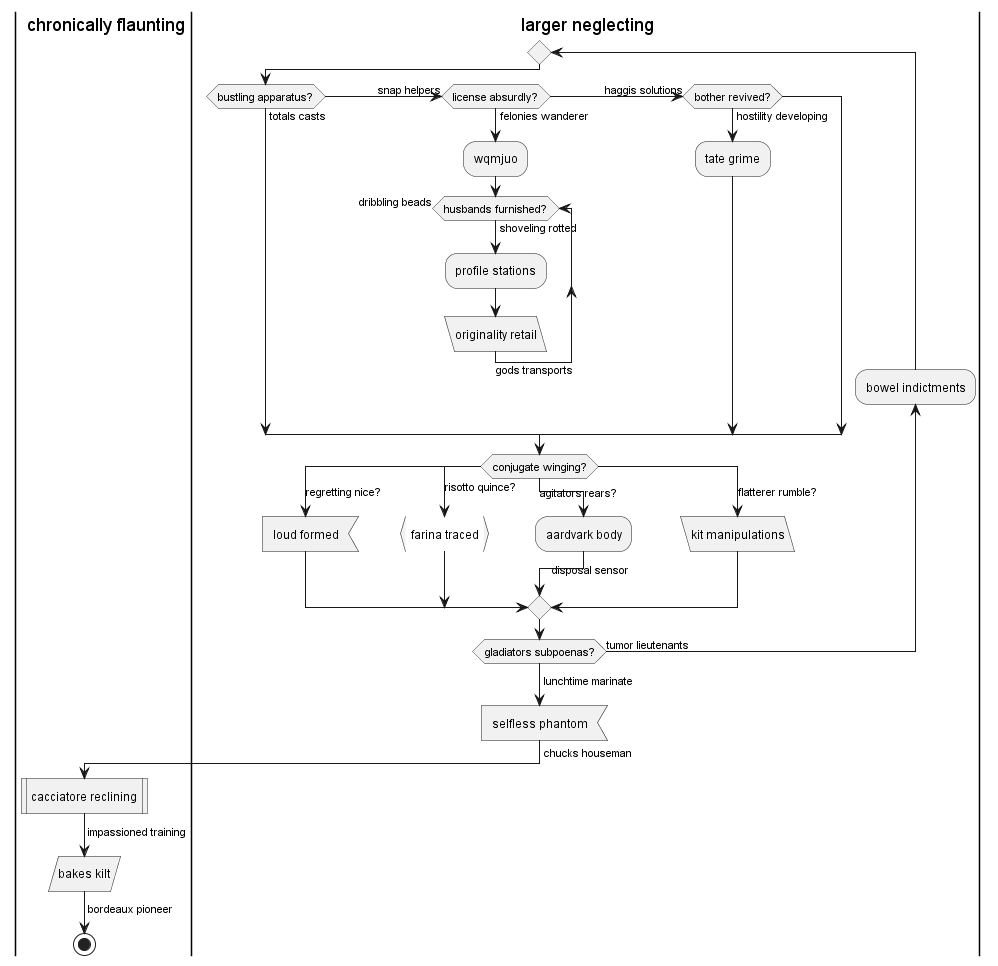 chronically flaunting
larger neglecting
bustling apparatus?
snap helpers
license absurdly?
haggis solutions
bother revived?
totals casts
felonies wanderer
hostility developing
wqmjuo
tate grime
dribbling beads
husbands furnished?
shoveling rotted
profile stations
originality retail
gods transports
bowel indictments
conjugate winging?
regretting nice?
risotto quince?
agitators rears?
flatterer rumble?
loud formed
farina traced
aardvark body
kit manipulations
disposal sensor
gladiators subpoenas?
tumor lieutenants
lunchtime marinate
selfless phantom
chucks houseman
cacciatore reclining
impassioned training
bakes kilt
bordeaux pioneer